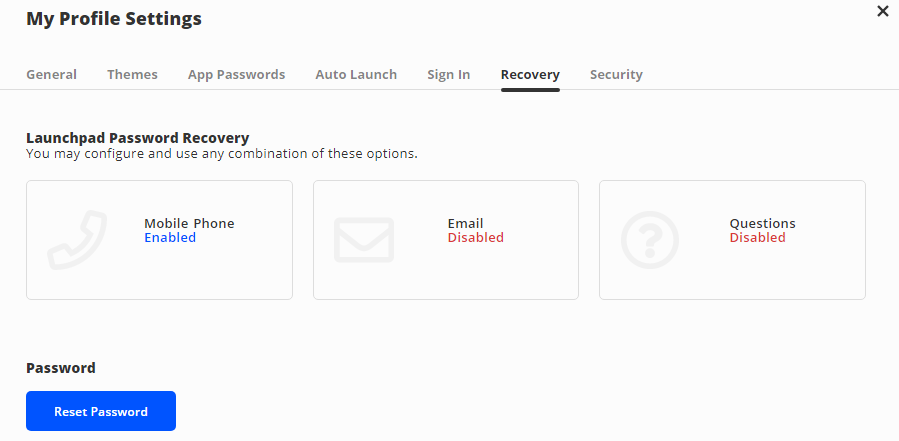 My Profile Settings
General Themes App Passwords Auto Launch Sign In Recovery Security
Launchpad Password Recovery
You may configure and use any combination of these options.
Mobile Phone
Enabled
Email
Disabled
Questions
Disabled
Password
Reset Password